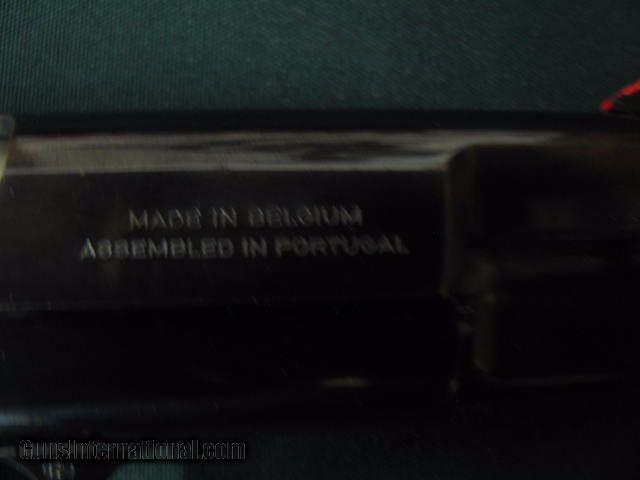 MADE IN BELGIUM
ASSEMBLED IN PORTUGAL
GunsInternational.com